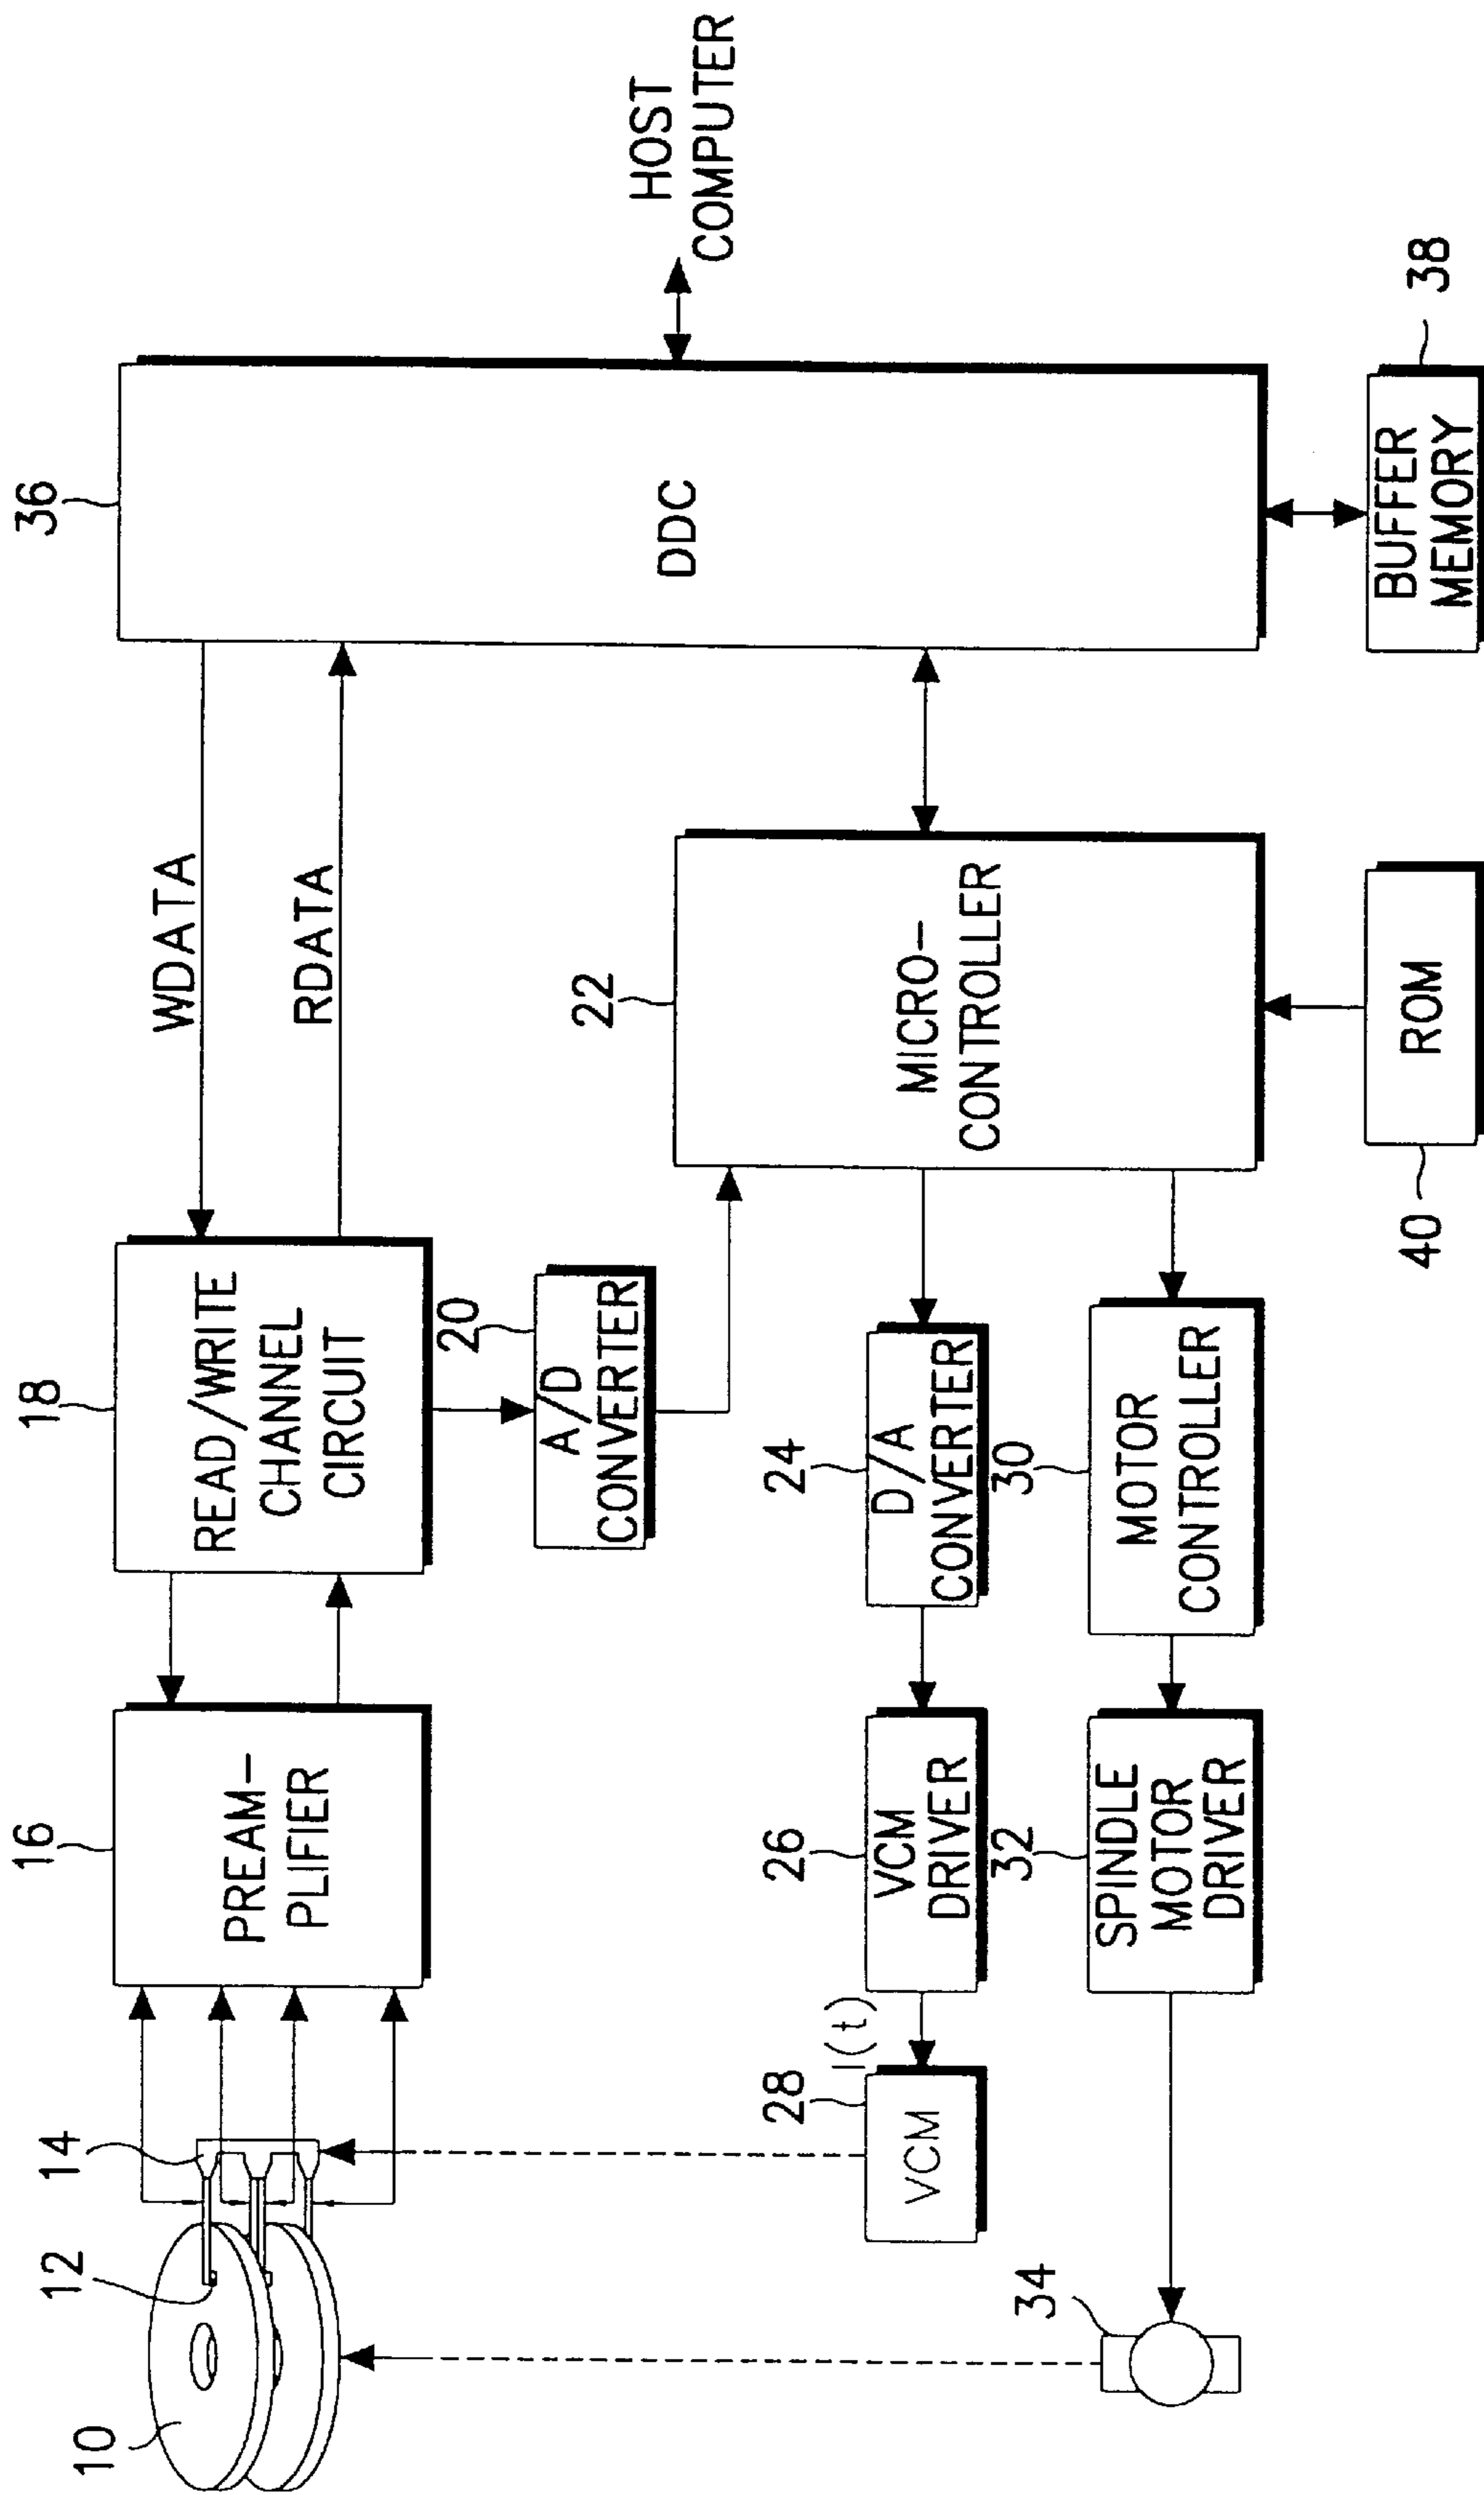 10
12
14
16
PREAM-
PLIFIER
18
READ/WRITE
CHANNEL
CIRCUIT
WDATA
RDATA
36
DDC
HOST
COMPUTER
20
A/D
CONVERTER
22
MICRO-
CONTROLLER
28
VCM
I(t)
26
VCM
DRIVER
24
D/A
CONVERTER
34
32
SPINDLE
MOTOR
DRIVER
30
MOTOR
CONTROLLER
40
ROM
38
BUFFER
MEMORY